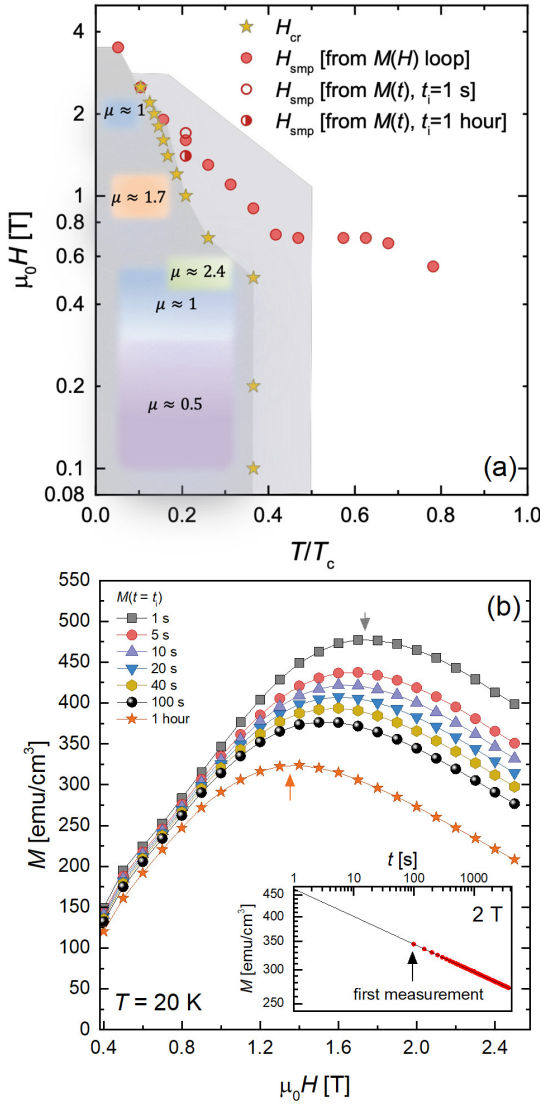 4
2
1
0.8
0.6
0.4
0.2
0.1
0.08
μ₀H [T]
H_cr
H_smp [from M(H) loop]
H_smp [from M(t), t_i=1 s]
H_smp [from M(t), t_i=1 hour]
μ ≈ 1
μ ≈ 1.7
μ ≈ 2.4
μ ≈ 1
μ ≈ 0.5
(a)
0.0 0.2 0.4 0.6 0.8 1.0
T/T_c
550
500
450
400
350
300
250
200
150
100
50
0
M [emu/cm³]
M(t = t_i)
1 s
5 s
10 s
20 s
40 s
100 s
1 hour
(b)
t [s]
1 10 100 1000
450
400
350
300
250
M [emu/cm³]
2 T
first measurement
T = 20 K
0.4 0.8 1.2 1.6 2.0 2.4
μ₀H [T]